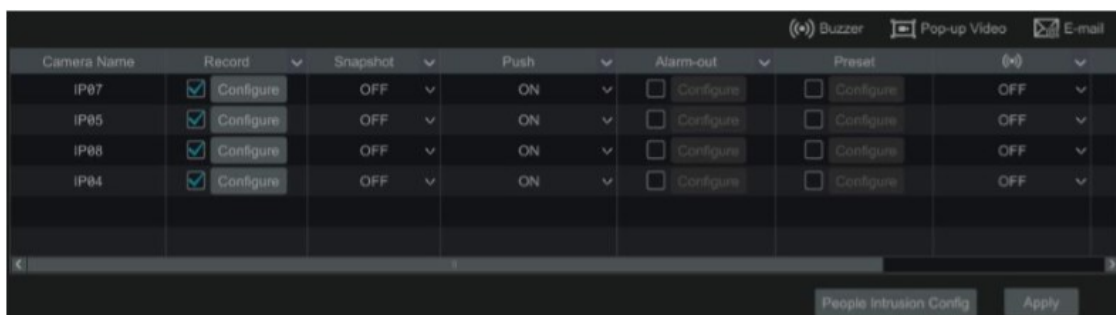 Buzzer Pop-up Video E-mail
Camera Name Record Snapshot Push Alarm-out Preset
IP07 Configure OFF ON Configure Configure OFF
IP05 Configure OFF ON Configure Configure OFF
IP08 Configure OFF ON Configure Configure OFF
IP04 Configure OFF ON Configure Configure OFF
People Intrusion Config Apply